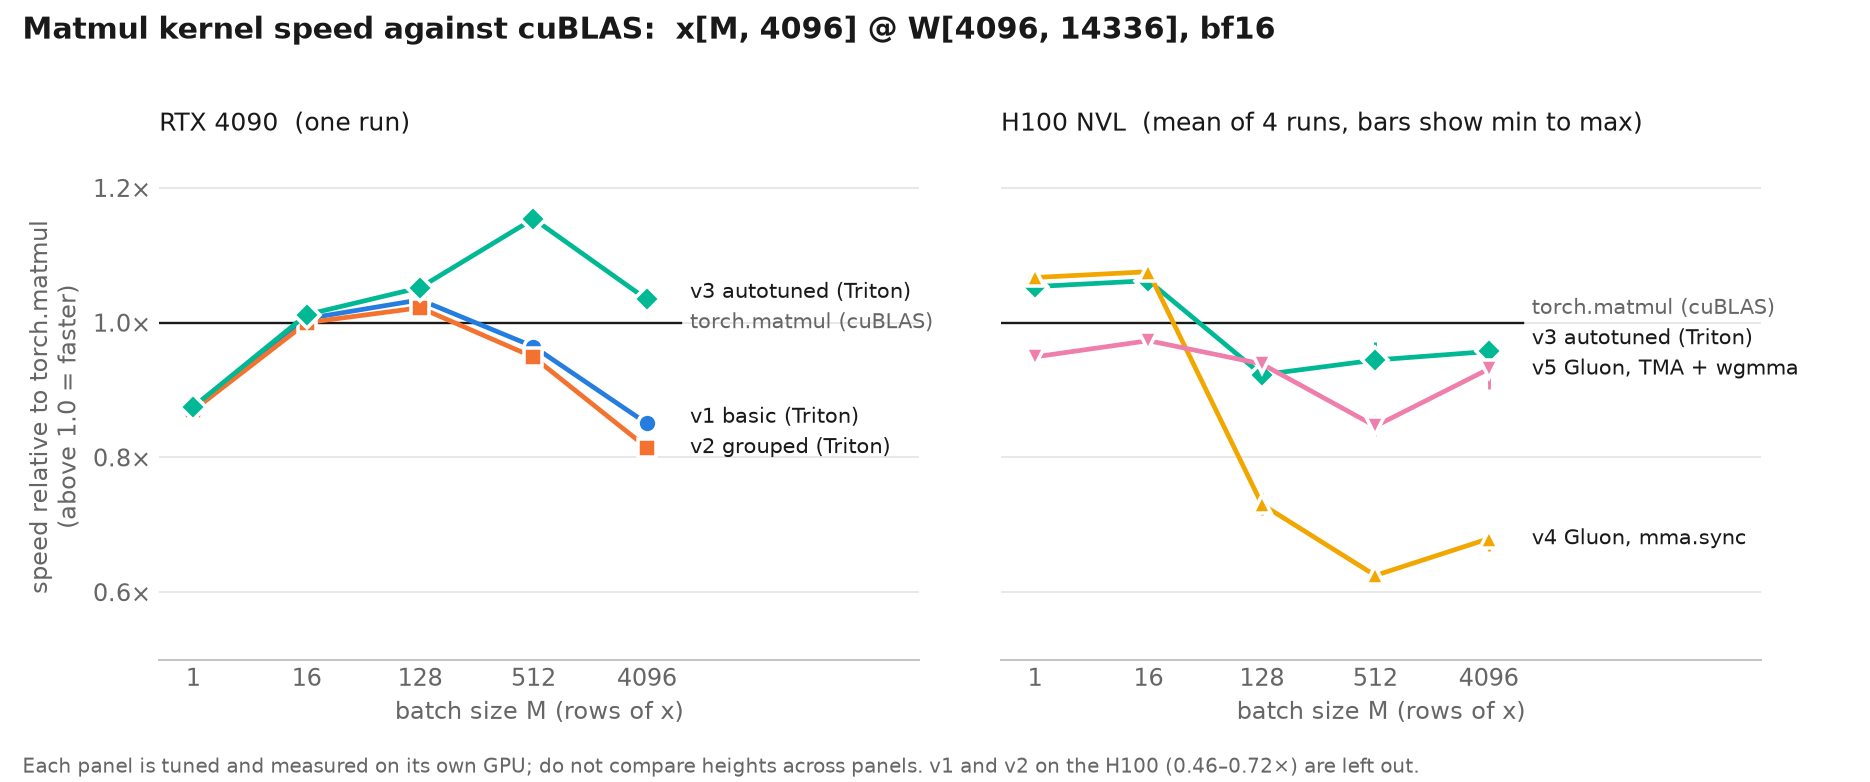 Matmul kernel speed against cuBLAS:  x[M, 4096] @ W[4096, 14336], bf16
RTX 4090  (one run)
speed relative to torch.matmul
(above 1.0 = faster)
1.2×
1.0×
0.8×
0.6×
v3 autotuned (Triton)
torch.matmul (cuBLAS)
v1 basic (Triton)
v2 grouped (Triton)
1
16
128
512
4096
batch size M (rows of x)
H100 NVL  (mean of 4 runs, bars show min to max)
torch.matmul (cuBLAS)
v3 autotuned (Triton)
v5 Gluon, TMA + wgmma
v4 Gluon, mma.sync
1
16
128
512
4096
batch size M (rows of x)
Each panel is tuned and measured on its own GPU; do not compare heights across panels. v1 and v2 on the H100 (0.46–0.72×) are left out.